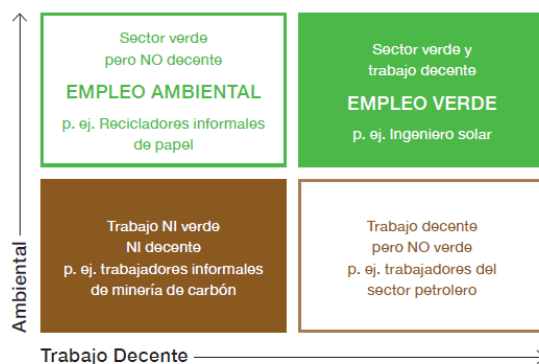 Sector verde
pero NO decente
EMPLEO AMBIENTAL
p. ej. Recicladores informales
de papel
Sector verde y
trabajo decente
EMPLEO VERDE
p. ej. Ingeniero solar
Trabajo NI verde
NI decente
p. ej. trabajadores informales
de minería de carbón
Trabajo decente
pero NO verde
p. ej. trabajadores del
sector petrolero
Ambiental
Trabajo Decente